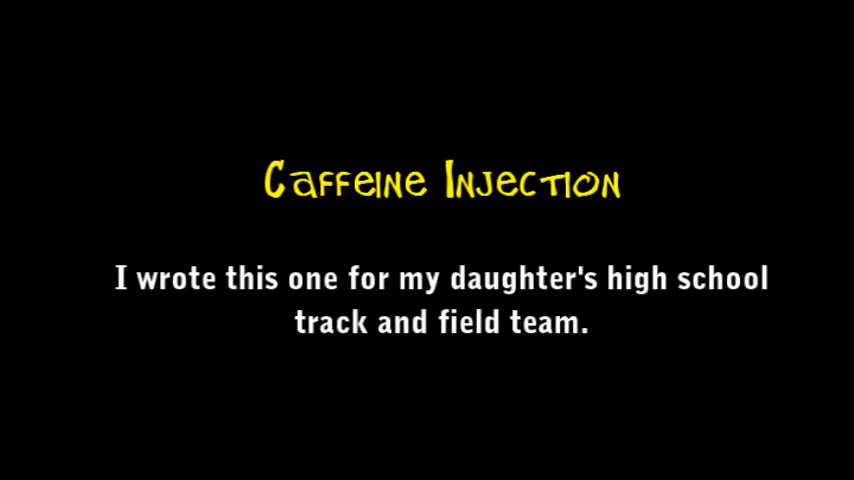 Caffeine Injection
I wrote this one for my daughter's high school
track and field team.